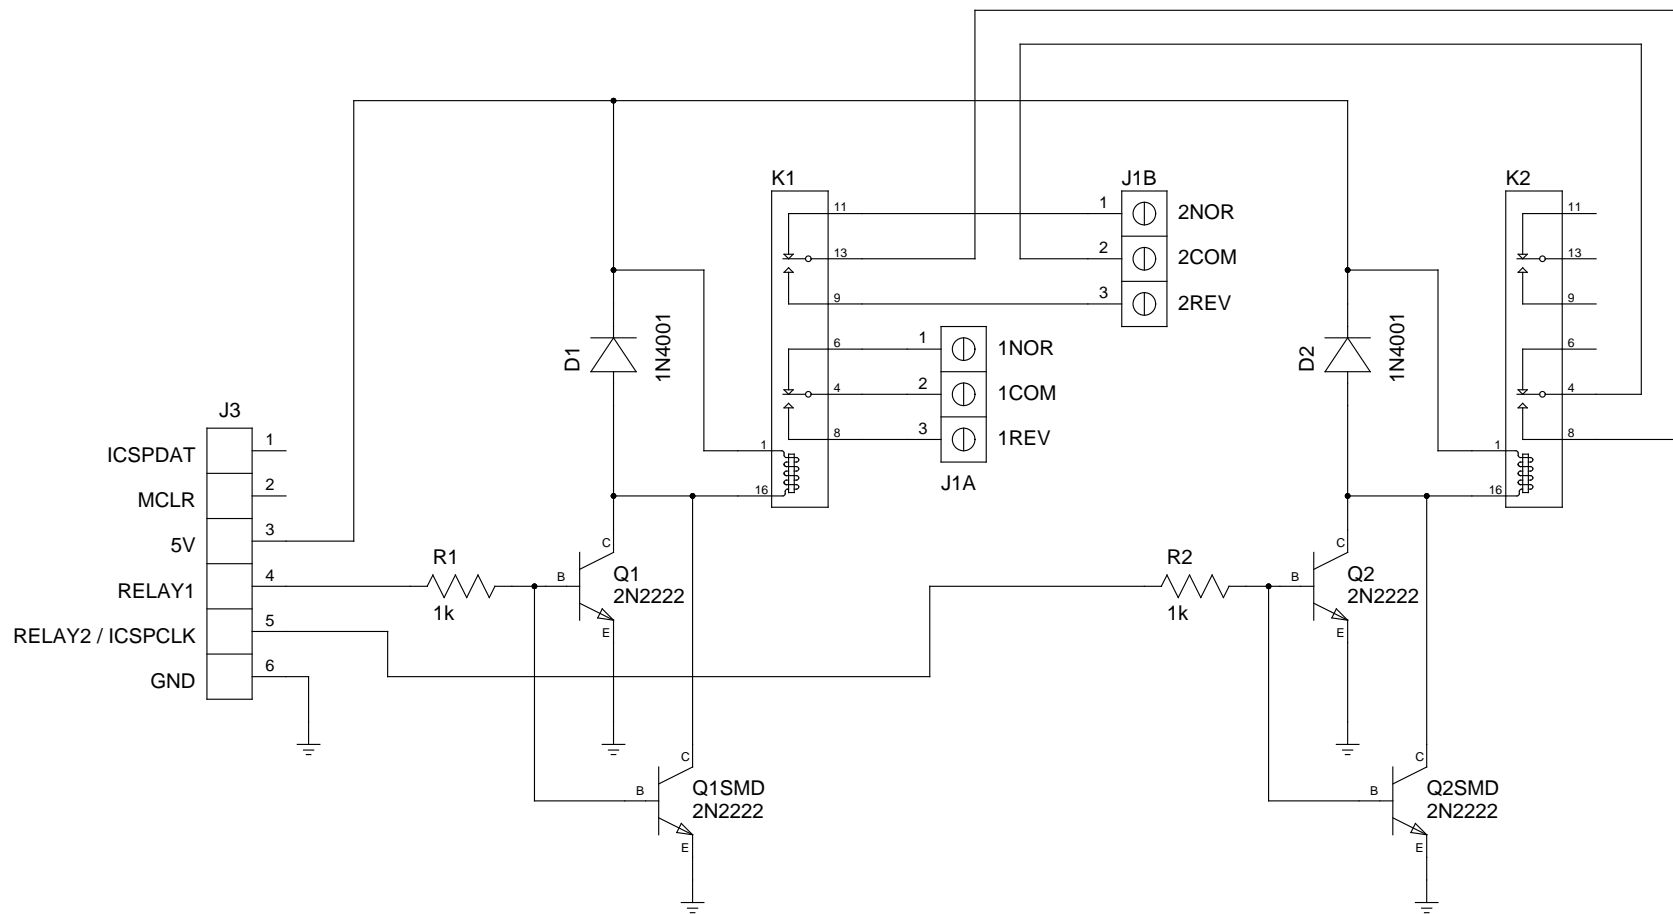 K1
11
13
9
6
4
8
1
16
J1B
1 2NOR
2 2COM
3 2REV
1 1NOR
2 1COM
3 1REV
J1A
K2
11
13
9
6
4
8
1
16
D1
1N4001
D2
1N4001
J3
ICSPDAT 1
MCLR 2
5V 3
RELAY1 4
RELAY2 / ICSPCLK 5
GND 6
R1
1k
C
B
E
Q1
2N2222
R2
1k
C
B
E
Q2
2N2222
C
B
E
Q1SMD
2N2222
C
B
E
Q2SMD
2N2222